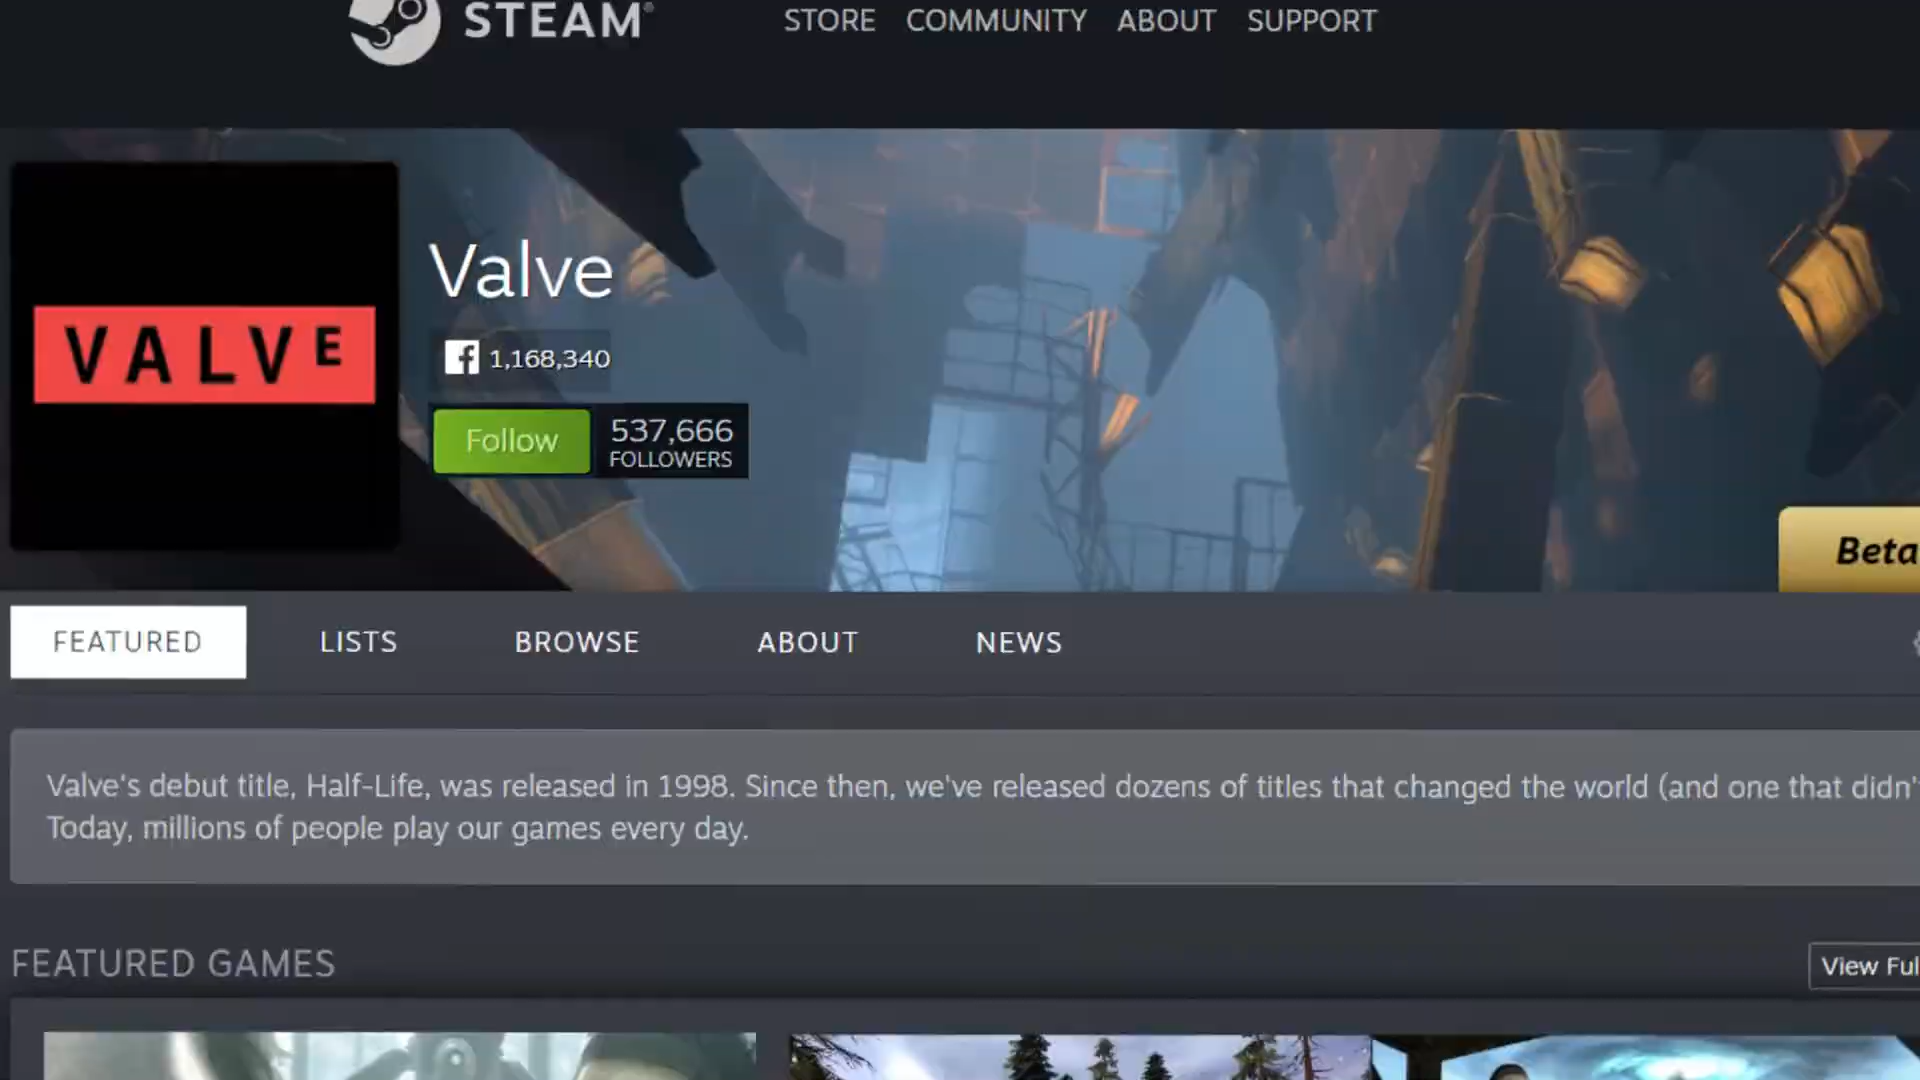 STEAM®
STORE COMMUNITY ABOUT SUPPORT
VALVE
Valve
1,168,340
Follow
537,666
FOLLOWERS
Beta
FEATURED LISTS BROWSE ABOUT NEWS
Valve's debut title, Half-Life, was released in 1998. Since then, we've released dozens of titles that changed the world (and one that didn'
Today, millions of people play our games every day.
FEATURED GAMES
View Ful